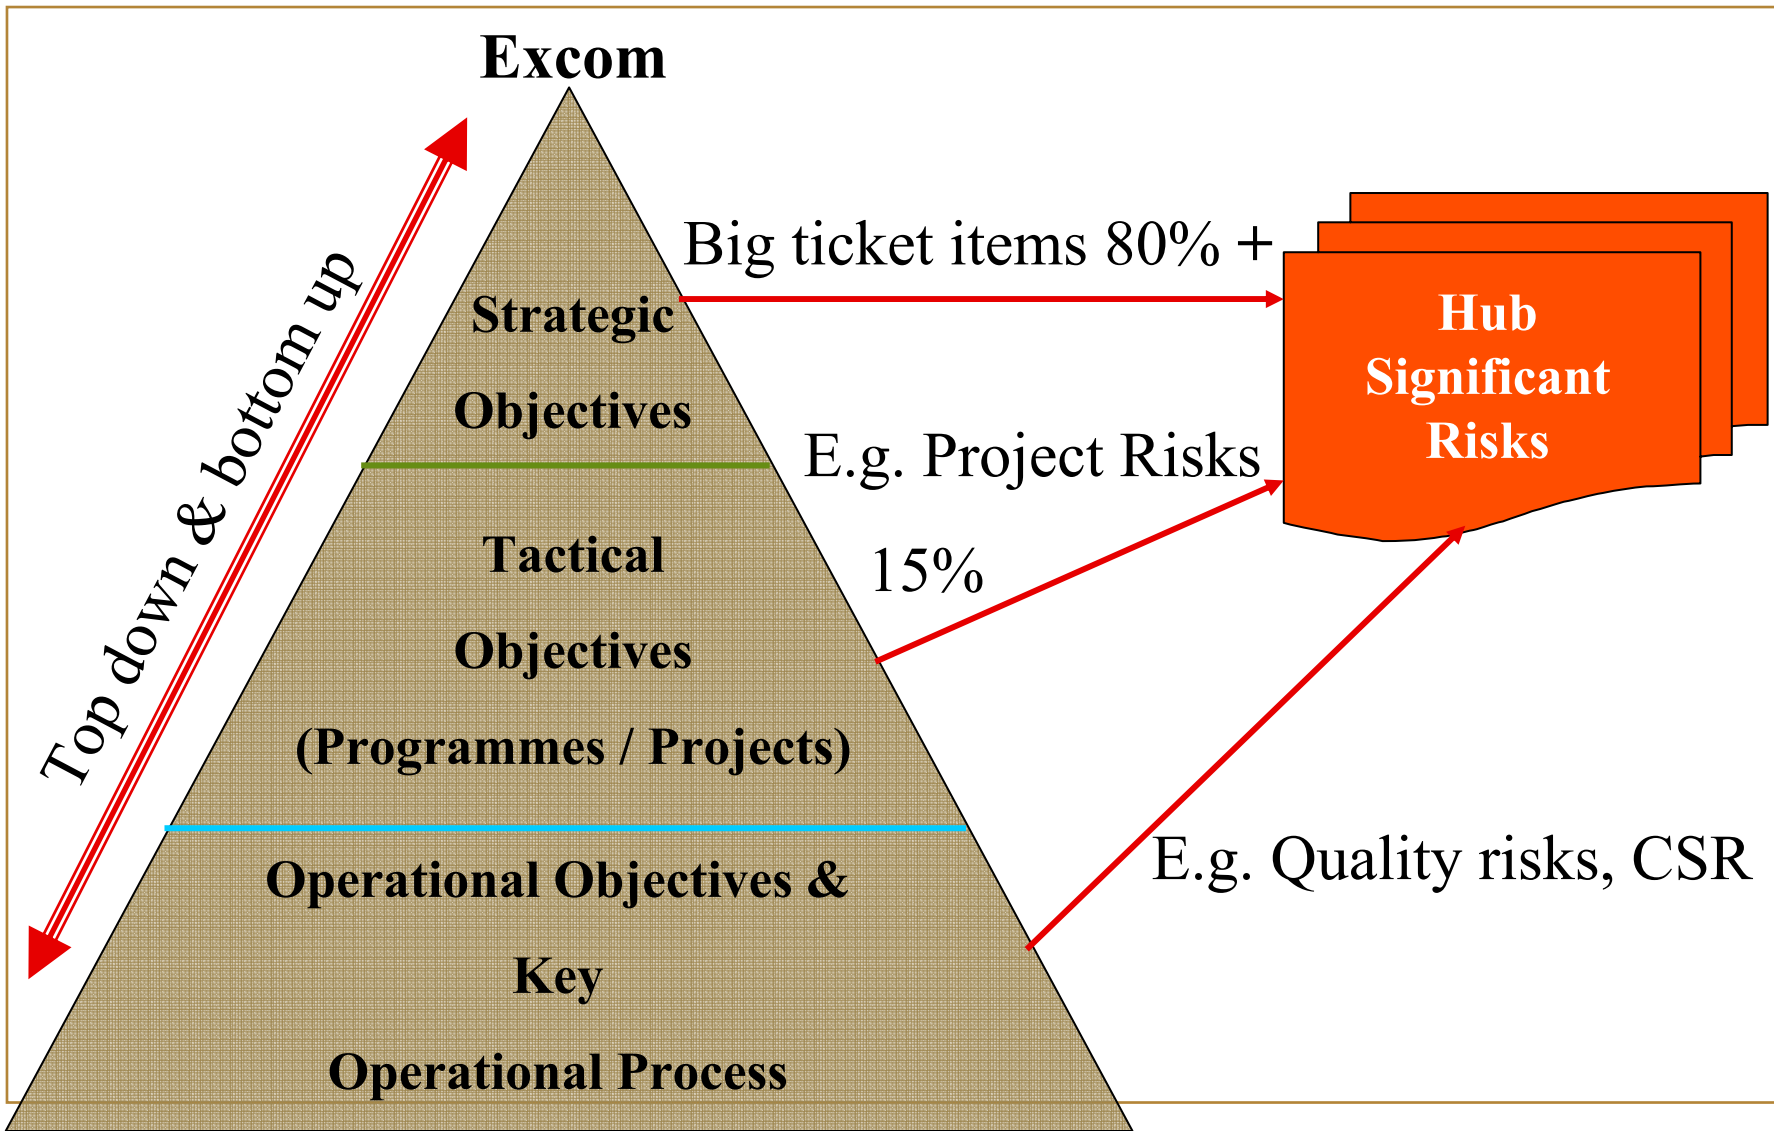 Excom
Top down & bottom up
Strategic
Objectives
Tactical
Objectives
(Programmes / Projects)
Operational Objectives &
Key
Operational Process
Big ticket items 80% +
E.g. Project Risks
15%
E.g. Quality risks, CSR
Hub
Significant
Risks